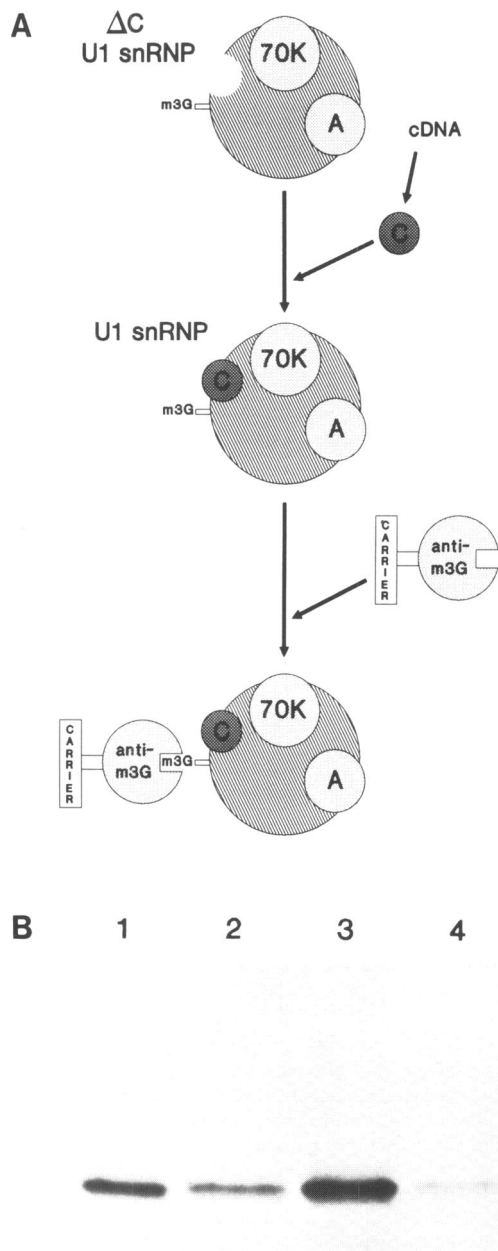 A
ΔC
U1 snRNP
70K
m3G
A
cDNA
C
U1 snRNP
C
70K
m3G
A
CARRIER
anti-
m3G
C
70K
CARRIER
anti-
m3G
m3G
A
B 1 2 3 4